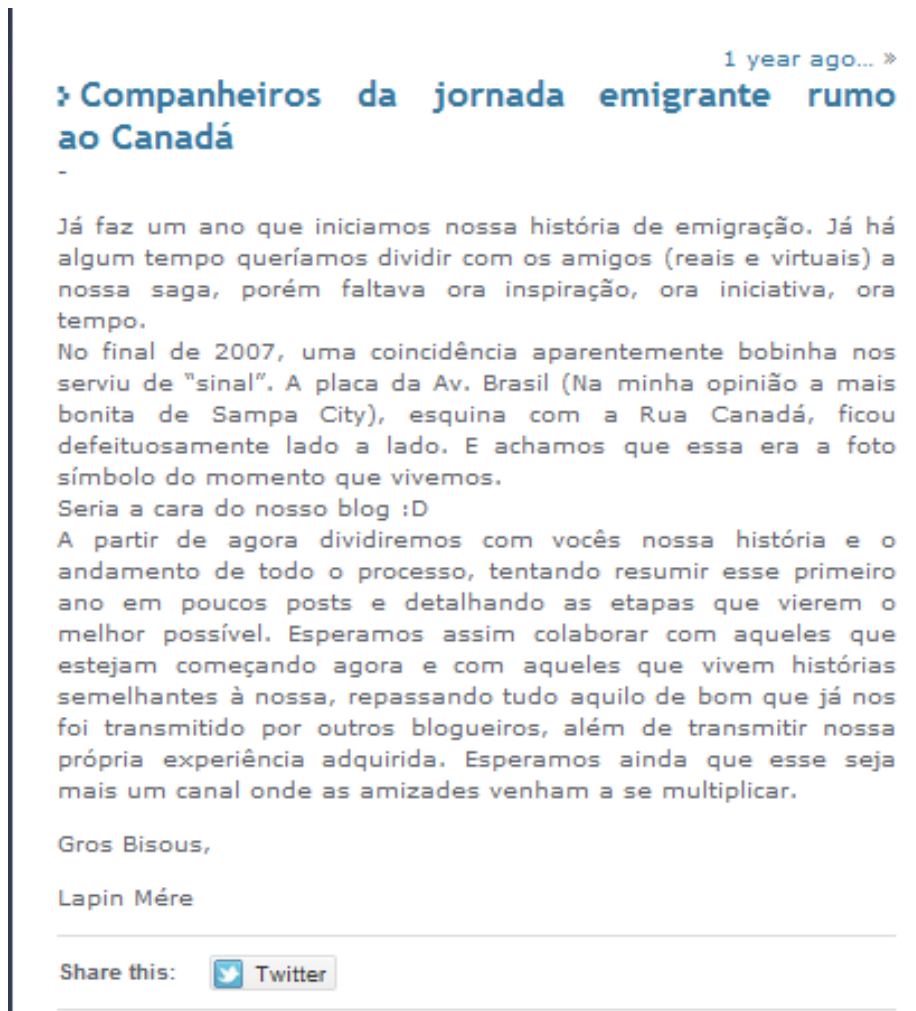 1 year ago... »
Companheiros da jornada emigrante rumo
ao Canadá
-
Já faz um ano que iniciamos nossa história de emigração. Já há
algum tempo queríamos dividir com os amigos (reais e virtuais) a
nossa saga, porém faltava ora inspiração, ora iniciativa, ora
tempo.
No final de 2007, uma coincidência aparentemente bobinha nos
serviu de “sinal”. A placa da Av. Brasil (Na minha opinião a mais
bonita de Sampa City), esquina com a Rua Canadá, ficou
defeituosamente lado a lado. E achamos que essa era a foto
símbolo do momento que vivemos.
Seria a cara do nosso blog :D
A partir de agora dividiremos com vocês nossa história e o
andamento de todo o processo, tentando resumir esse primeiro
ano em poucos posts e detalhando as etapas que vierem o
melhor possível. Esperamos assim colaborar com aqueles que
estejam começando agora e com aqueles que vivem histórias
semelhantes à nossa, repassando tudo aquilo de bom que já nos
foi transmitido por outros blogueiros, além de transmitir nossa
própria experiência adquirida. Esperamos ainda que esse seja
mais um canal onde as amizades venham a se multiplicar.
Gros Bisous,
Lapin Mére
Share this: Twitter